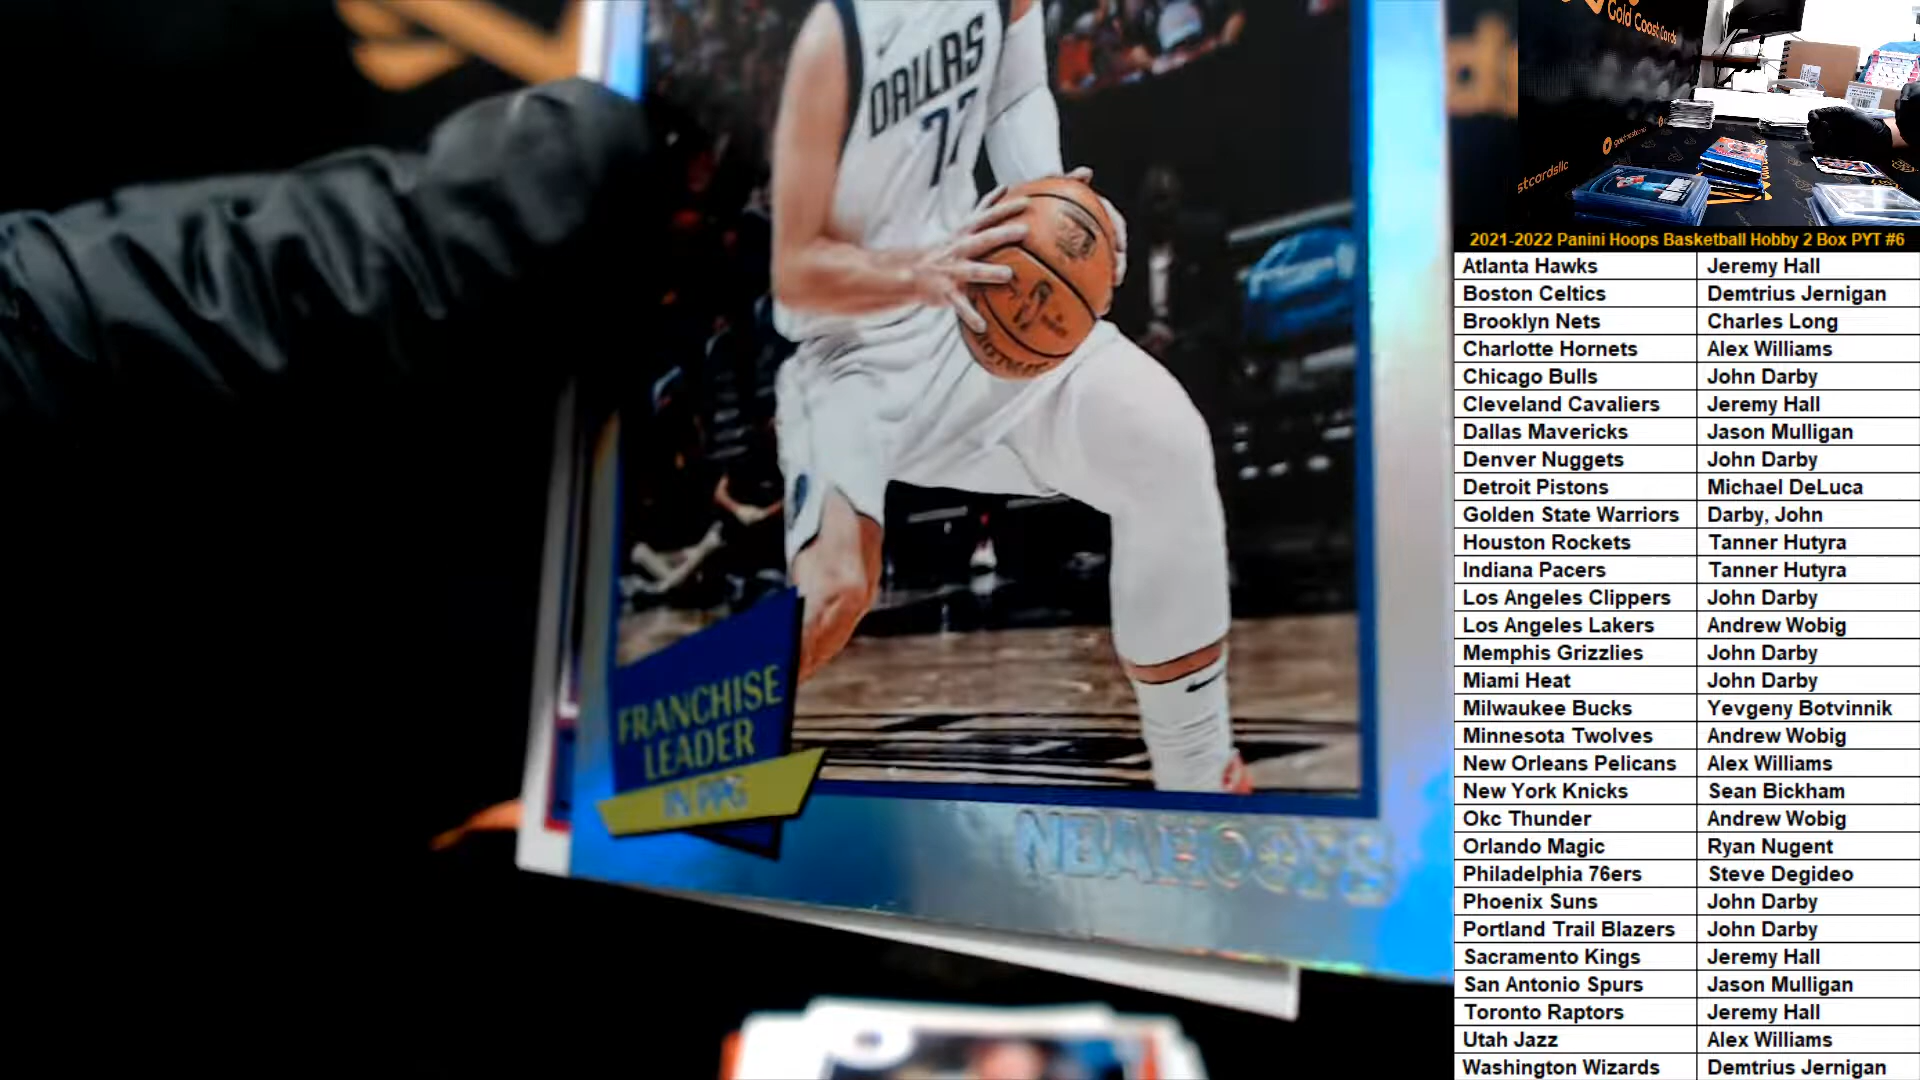 DALLAS
77
FRANCHISE
LEADER
IN PPG
NBA HOOPS
Gold Coast Cards
stcardsllc
2021-2022 Panini Hoops Basketball Hobby 2 Box PYT #6
Atlanta Hawks Jeremy Hall
Boston Celtics Demtrius Jernigan
Brooklyn Nets Charles Long
Charlotte Hornets Alex Williams
Chicago Bulls John Darby
Cleveland Cavaliers Jeremy Hall
Dallas Mavericks Jason Mulligan
Denver Nuggets John Darby
Detroit Pistons Michael DeLuca
Golden State Warriors Darby, John
Houston Rockets Tanner Hutyra
Indiana Pacers Tanner Hutyra
Los Angeles Clippers John Darby
Los Angeles Lakers Andrew Wobig
Memphis Grizzlies John Darby
Miami Heat John Darby
Milwaukee Bucks Yevgeny Botvinnik
Minnesota Twolves Andrew Wobig
New Orleans Pelicans Alex Williams
New York Knicks Sean Bickham
Okc Thunder Andrew Wobig
Orlando Magic Ryan Nugent
Philadelphia 76ers Steve Degideo
Phoenix Suns John Darby
Portland Trail Blazers John Darby
Sacramento Kings Jeremy Hall
San Antonio Spurs Jason Mulligan
Toronto Raptors Jeremy Hall
Utah Jazz Alex Williams
Washington Wizards Demtrius Jernigan